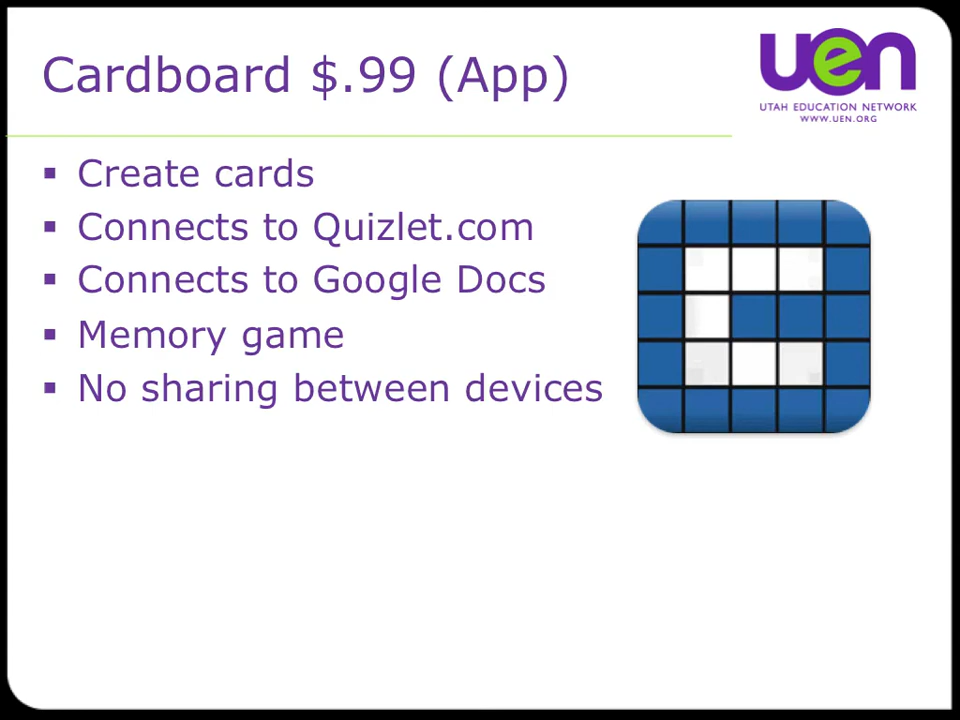 Cardboard $.99 (App)
uen
UTAH EDUCATION NETWORK
WWW.UEN.ORG
▪ Create cards
▪ Connects to Quizlet.com
▪ Connects to Google Docs
▪ Memory game
▪ No sharing between devices